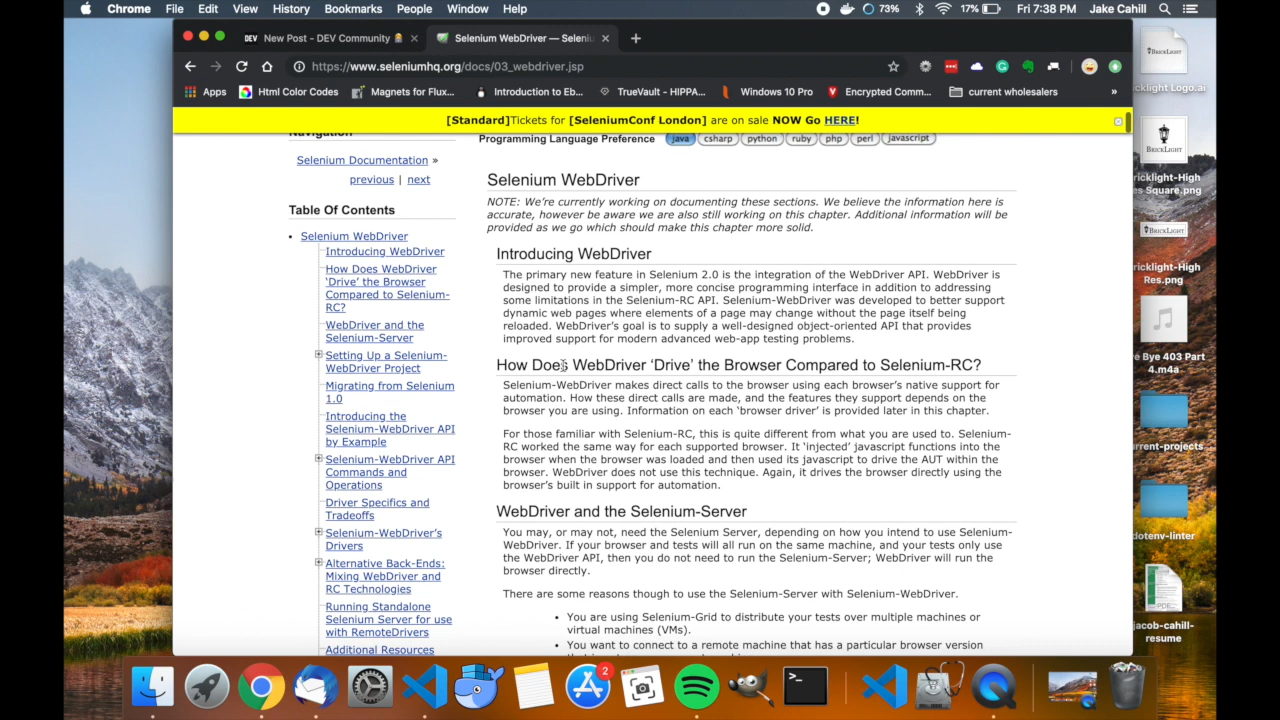 Chrome File Edit View History Bookmarks People Window Help 73% 17% Fri 7:38 PM Jake Cahill
DEV New Post - DEV Community
Selenium WebDriver — Seleniu
https://www.seleniumhq.org/docs/03_webdriver.jsp
Apps Html Color Codes Magnets for Flux... Introduction to Eb... TrueVault - HIPPA... Windows 10 Pro Encrypted Comm... current wholesalers »
[Standard]Tickets for [SeleniumConf London] are on sale NOW Go HERE!
Navigation
Selenium Documentation »
previous | next
Table Of Contents
Selenium WebDriver
Introducing WebDriver
How Does WebDriver
‘Drive’ the Browser
Compared to Selenium-
RC?
WebDriver and the
Selenium-Server
Setting Up a Selenium-
WebDriver Project
Migrating from Selenium
1.0
Introducing the
Selenium-WebDriver API
by Example
Selenium-WebDriver API
Commands and
Operations
Driver Specifics and
Tradeoffs
Selenium-WebDriver’s
Drivers
Alternative Back-Ends:
Mixing WebDriver and
RC Technologies
Running Standalone
Selenium Server for use
with RemoteDrivers
Additional Resources
Programming Language Preference java csharp python ruby php perl javascript
Selenium WebDriver
NOTE: We’re currently working on documenting these sections. We believe the information here is
accurate, however be aware we are also still working on this chapter. Additional information will be
provided as we go which should make this chapter more solid.
Introducing WebDriver
The primary new feature in Selenium 2.0 is the integration of the WebDriver API. WebDriver is
designed to provide a simpler, more concise programming interface in addition to addressing
some limitations in the Selenium-RC API. Selenium-WebDriver was developed to better support
dynamic web pages where elements of a page may change without the page itself being
reloaded. WebDriver’s goal is to supply a well-designed object-oriented API that provides
improved support for modern advanced web-app testing problems.
How Does WebDriver ‘Drive’ the Browser Compared to Selenium-RC?
Selenium-WebDriver makes direct calls to the browser using each browser’s native support for
automation. How these direct calls are made, and the features they support depends on the
browser you are using. Information on each ‘browser driver’ is provided later in this chapter.
For those familiar with Selenium-RC, this is quite different from what you are used to. Selenium-
RC worked the same way for each supported browser. It ‘injected’ javascript functions into the
browser when the browser was loaded and then used its javascript to drive the AUT within the
browser. WebDriver does not use this technique. Again, it drives the browser directly using the
browser’s built in support for automation.
WebDriver and the Selenium-Server
You may, or may not, need the Selenium Server, depending on how you intend to use Selenium-
WebDriver. If your browser and tests will all run on the same machine, and your tests only use
the WebDriver API, then you do not need to run the Selenium-Server; WebDriver will run the
browser directly.
There are some reasons though to use the Selenium-Server with Selenium-WebDriver.
You are using Selenium-Grid to distribute your tests over multiple machines or
virtual machines (VMs).
You want to connect to a remote machine that has a particular browser version
BRICKLIGHT
cklight Logo.ai
BRICKLIGHT
ricklight-High
es Square.png
BRICKLIGHT
ricklight-High
Res.png
e Bye 403 Part
4.m4a
urrent-projects
dotenv-linter
PDF
jacob-cahill-
resume
2